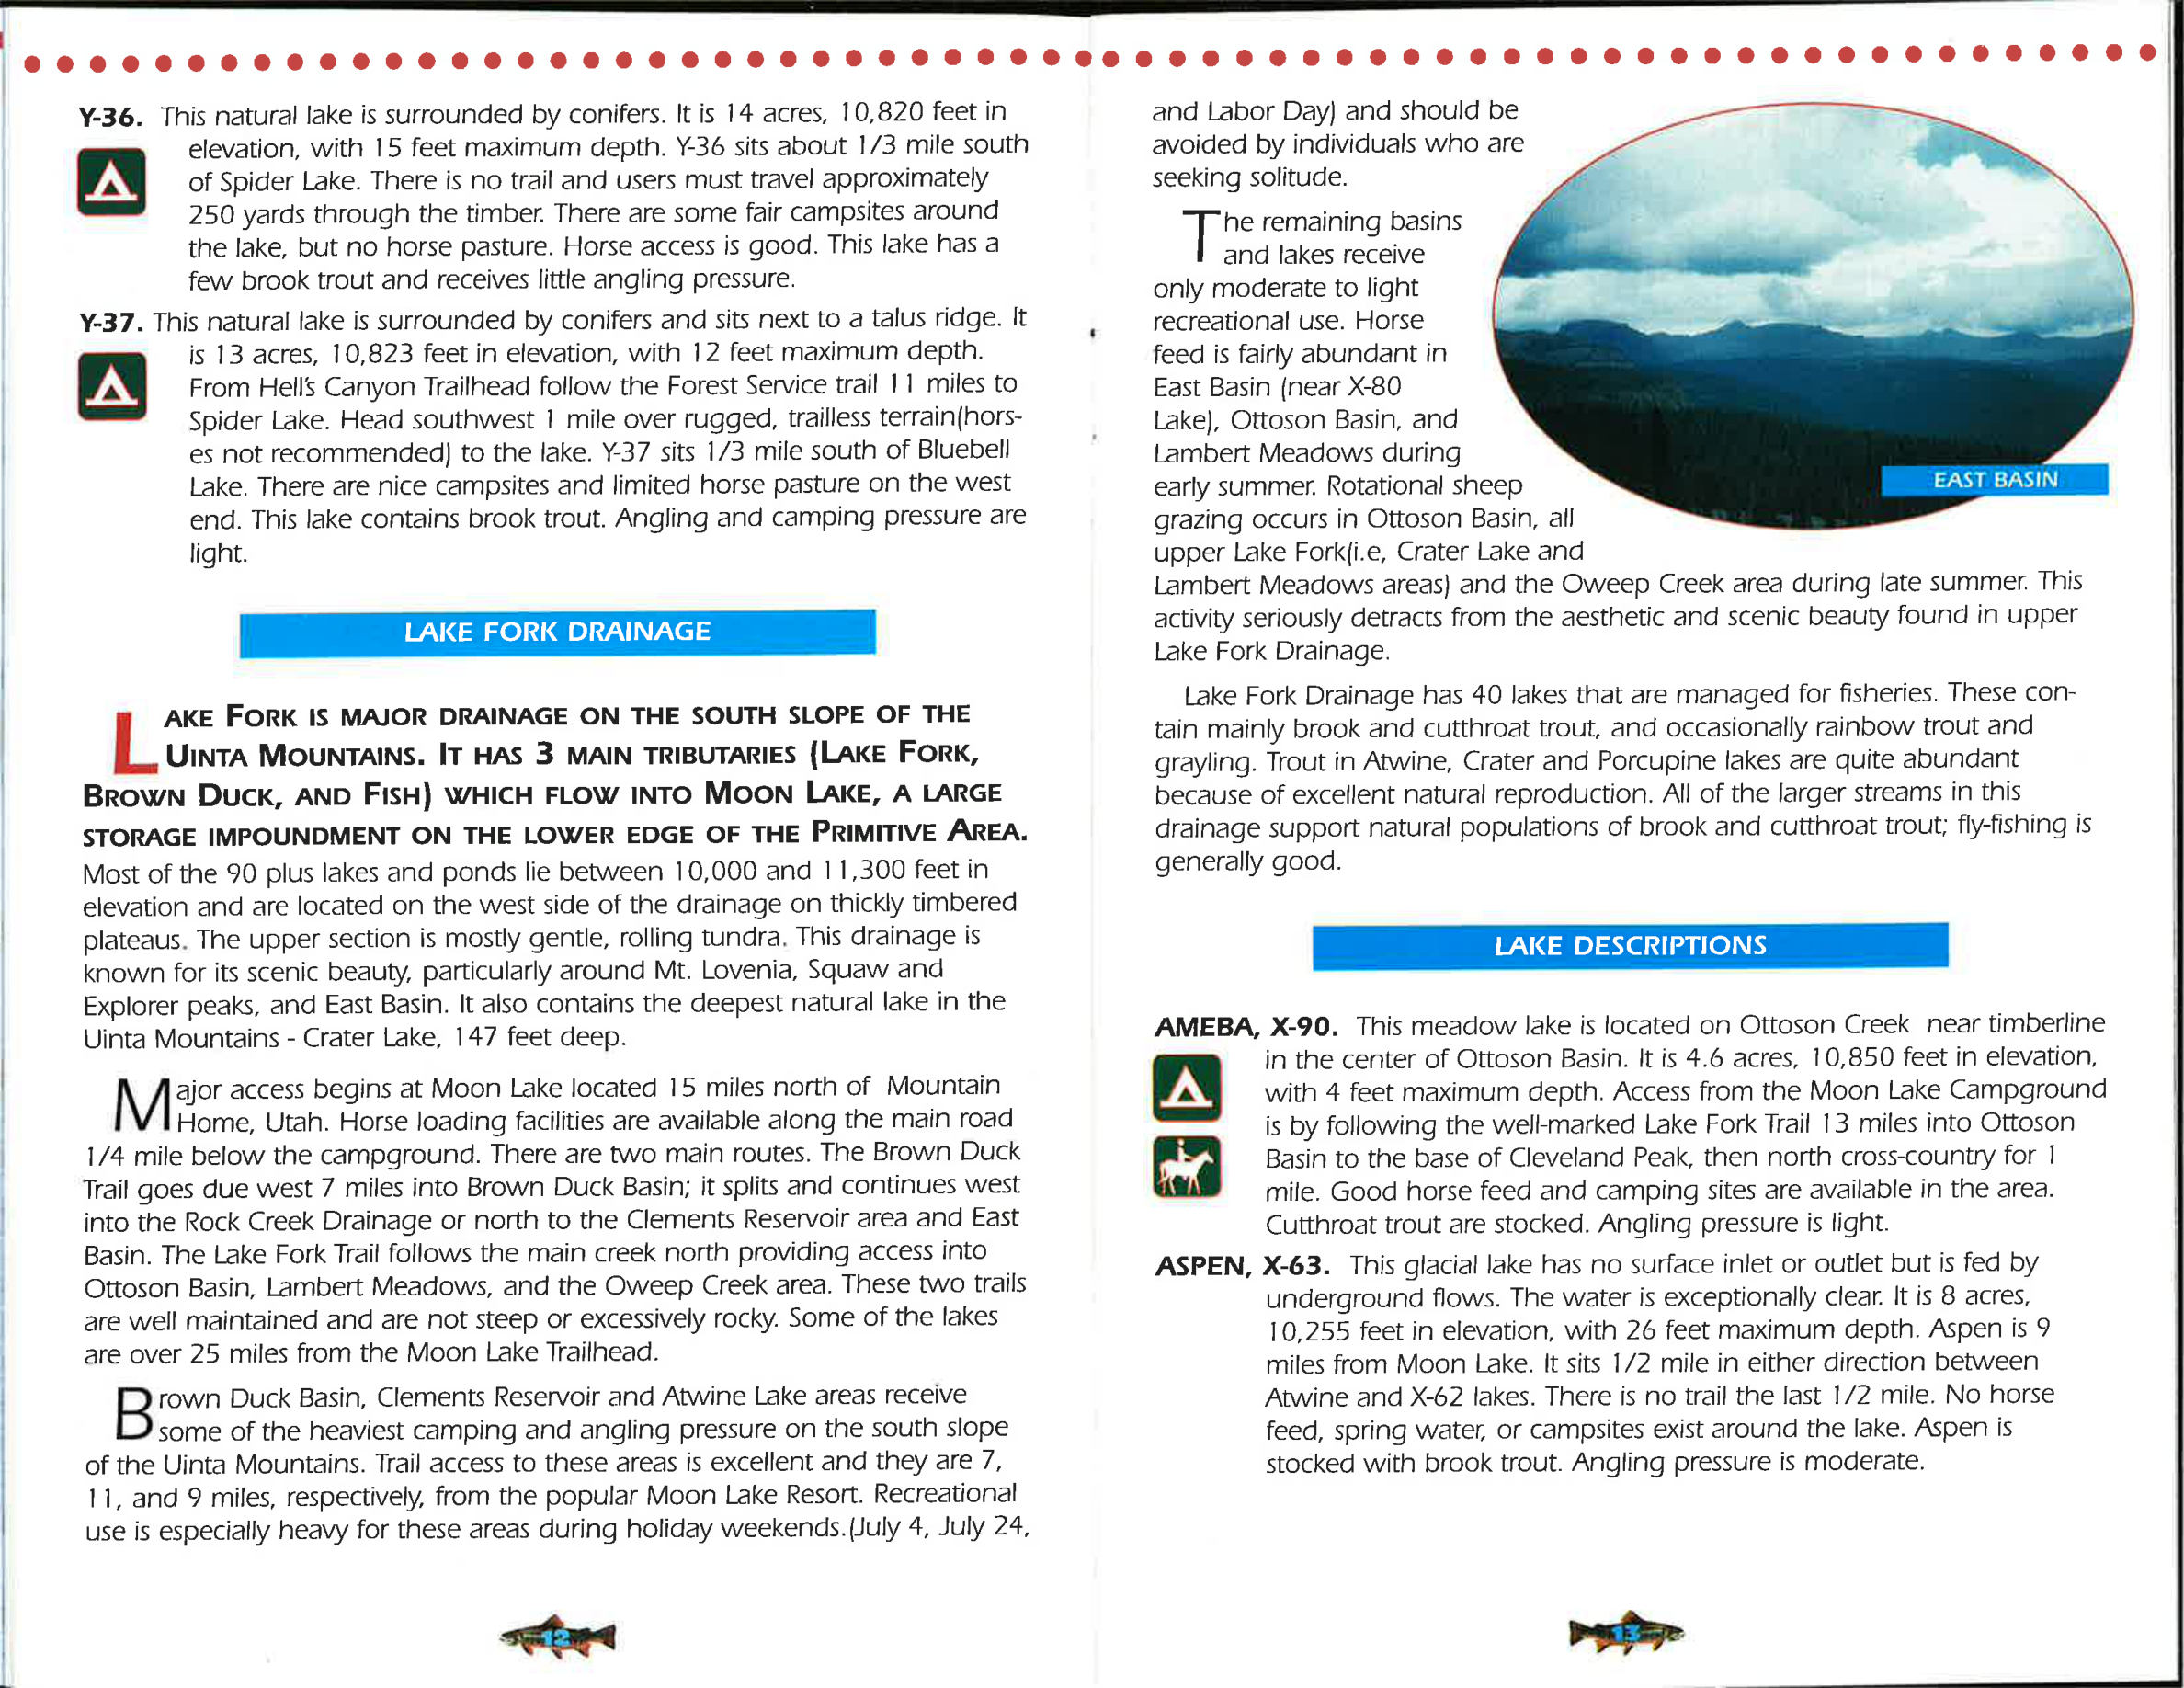 Y-36. This natural lake is surrounded by conifers. It is 14 acres, 10,820 feet in
elevation, with 15 feet maximum depth. Y-36 sits about 1/3 mile south
of Spider Lake. There is no trail and users must travel approximately
250 yards through the timber. There are some fair campsites around
the lake, but no horse pasture. Horse access is good. This lake has a
few brook trout and receives little angling pressure.
Y-37. This natural lake is surrounded by conifers and sits next to a talus ridge. It
is 13 acres, 10,823 feet in elevation, with 12 feet maximum depth.
From Hell's Canyon Trailhead follow the Forest Service trail 11 miles to
Spider Lake. Head southwest 1 mile over rugged, trailless terrain(hors-
es not recommended) to the lake. Y-37 sits 1/3 mile south of Bluebell
Lake. There are nice campsites and limited horse pasture on the west
end. This lake contains brook trout. Angling and camping pressure are
light.
LAKE FORK DRAINAGE
LAKE FORK IS MAJOR DRAINAGE ON THE SOUTH SLOPE OF THE
UINTA MOUNTAINS. IT HAS 3 MAIN TRIBUTARIES (LAKE FORK,
BROWN DUCK, AND FISH) WHICH FLOW INTO MOON LAKE, A LARGE
STORAGE IMPOUNDMENT ON THE LOWER EDGE OF THE PRIMITIVE AREA.
Most of the 90 plus lakes and ponds lie between 10,000 and 11,300 feet in
elevation and are located on the west side of the drainage on thickly timbered
plateaus. The upper section is mostly gentle, rolling tundra. This drainage is
known for its scenic beauty, particularly around Mt. Lovenia, Squaw and
Explorer peaks, and East Basin. It also contains the deepest natural lake in the
Uinta Mountains - Crater Lake, 147 feet deep.
Major access begins at Moon Lake located 15 miles north of Mountain
Home, Utah. Horse loading facilities are available along the main road
1/4 mile below the campground. There are two main routes. The Brown Duck
Trail goes due west 7 miles into Brown Duck Basin; it splits and continues west
into the Rock Creek Drainage or north to the Clements Reservoir area and East
Basin. The Lake Fork Trail follows the main creek north providing access into
Ottoson Basin, Lambert Meadows, and the Oweep Creek area. These two trails
are well maintained and are not steep or excessively rocky. Some of the lakes
are over 25 miles from the Moon Lake Trailhead.
Brown Duck Basin, Clements Reservoir and Atwine Lake areas receive
some of the heaviest camping and angling pressure on the south slope
of the Uinta Mountains. Trail access to these areas is excellent and they are 7,
11, and 9 miles, respectively, from the popular Moon Lake Resort. Recreational
use is especially heavy for these areas during holiday weekends.(July 4, July 24,
12
and Labor Day) and should be
avoided by individuals who are
seeking solitude.
The remaining basins
and lakes receive
only moderate to light
recreational use. Horse
feed is fairly abundant in
East Basin (near X-80
Lake), Ottoson Basin, and
Lambert Meadows during
early summer. Rotational sheep
grazing occurs in Ottoson Basin, all
upper Lake Fork(i.e, Crater Lake and
Lambert Meadows areas) and the Oweep Creek area during late summer. This
activity seriously detracts from the aesthetic and scenic beauty found in upper
Lake Fork Drainage.
EAST BASIN
Lake Fork Drainage has 40 lakes that are managed for fisheries. These con-
tain mainly brook and cutthroat trout, and occasionally rainbow trout and
grayling. Trout in Atwine, Crater and Porcupine lakes are quite abundant
because of excellent natural reproduction. All of the larger streams in this
drainage support natural populations of brook and cutthroat trout; fly-fishing is
generally good.
LAKE DESCRIPTIONS
AMEBA, X-90. This meadow lake is located on Ottoson Creek near timberline
in the center of Ottoson Basin. It is 4.6 acres, 10,850 feet in elevation,
with 4 feet maximum depth. Access from the Moon Lake Campground
is by following the well-marked Lake Fork Trail 13 miles into Ottoson
Basin to the base of Cleveland Peak, then north cross-country for 1
mile. Good horse feed and camping sites are available in the area.
Cutthroat trout are stocked. Angling pressure is light.
ASPEN, X-63. This glacial lake has no surface inlet or outlet but is fed by
underground flows. The water is exceptionally clear. It is 8 acres,
10,255 feet in elevation, with 26 feet maximum depth. Aspen is 9
miles from Moon Lake. It sits 1/2 mile in either direction between
Atwine and X-62 lakes. There is no trail the last 1/2 mile. No horse
feed, spring water, or campsites exist around the lake. Aspen is
stocked with brook trout. Angling pressure is moderate.
13